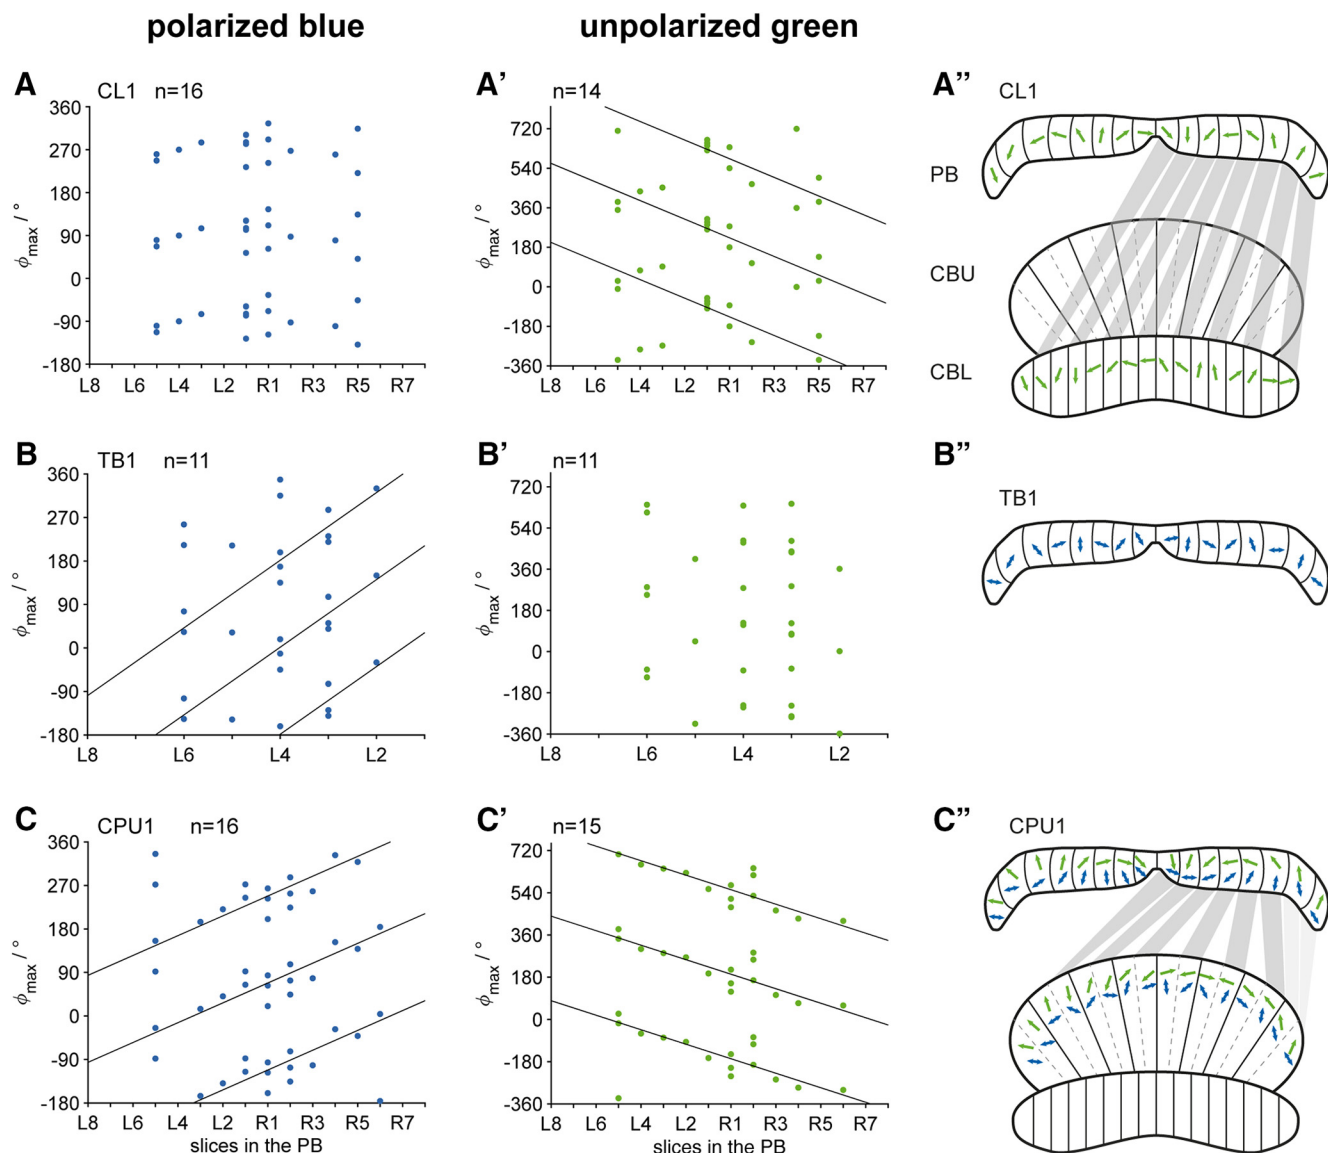 polarized blue
unpolarized green
A
CL1 n=16
360
270
180
90
0
-90
-180
ϕmax / °
L8 L6 L4 L2 R1 R3 R5 R7
A’
n=14
720
540
360
180
0
-180
-360
ϕmax / °
L8 L6 L4 L2 R1 R3 R5 R7
A’’
CL1
PB
CBU
CBL
B
TB1 n=11
360
270
180
90
0
-90
-180
ϕmax / °
L8 L6 L4 L2
B’
n=11
720
540
360
180
0
-180
-360
ϕmax / °
L8 L6 L4 L2
B’’
TB1
C
CPU1 n=16
360
270
180
90
0
-90
-180
ϕmax / °
L8 L6 L4 L2 R1 R3 R5 R7
slices in the PB
C’
n=15
720
540
360
180
0
-180
-360
ϕmax / °
L8 L6 L4 L2 R1 R3 R5 R7
slices in the PB
C’’
CPU1